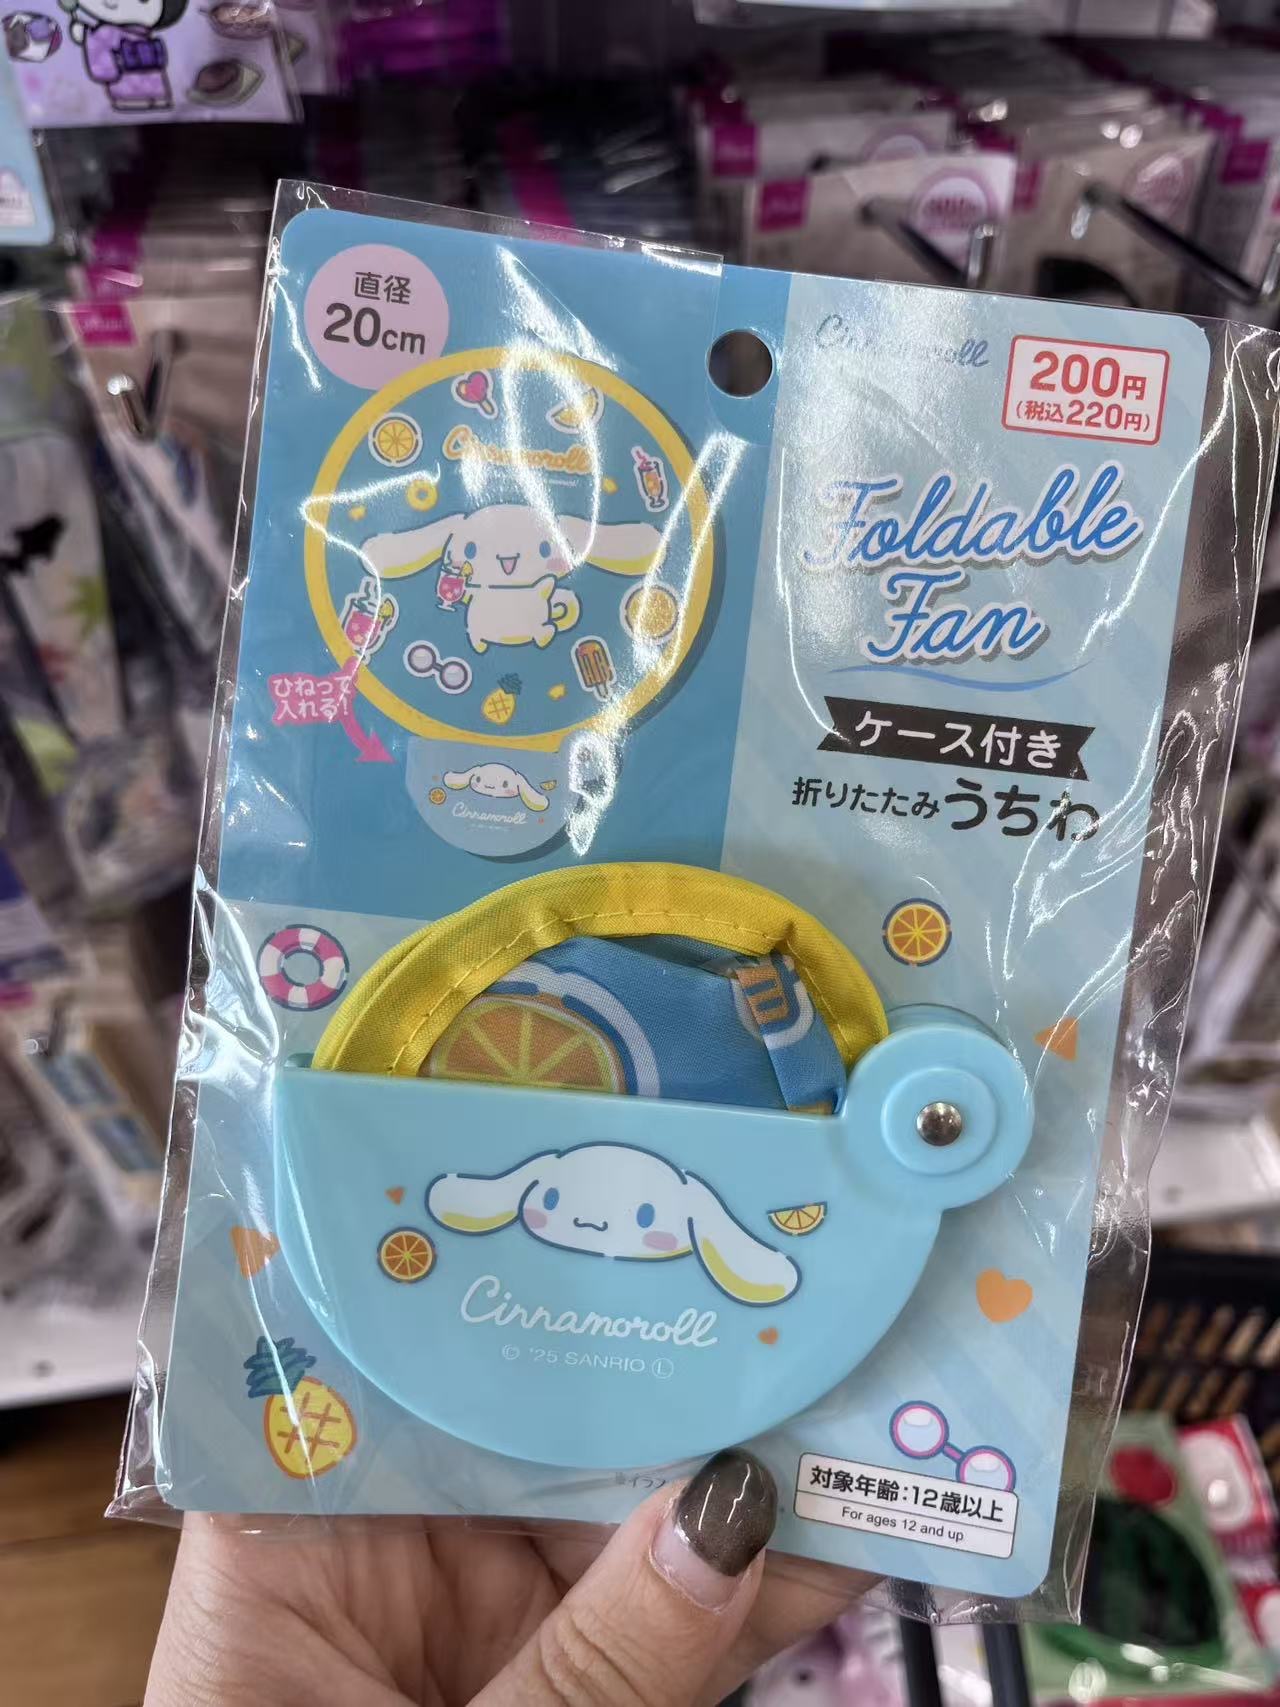 直径
20cm
Cinnamoroll
200円
(税込220円)
Cinnamoroll
Foldable
Fan
ひねって
入れる!
ケース付き
折りたたみうちわ
Cinnamoroll
Cinnamoroll
© '25 SANRIO Ⓛ
対象年齢:12歳以上
For ages 12 and up